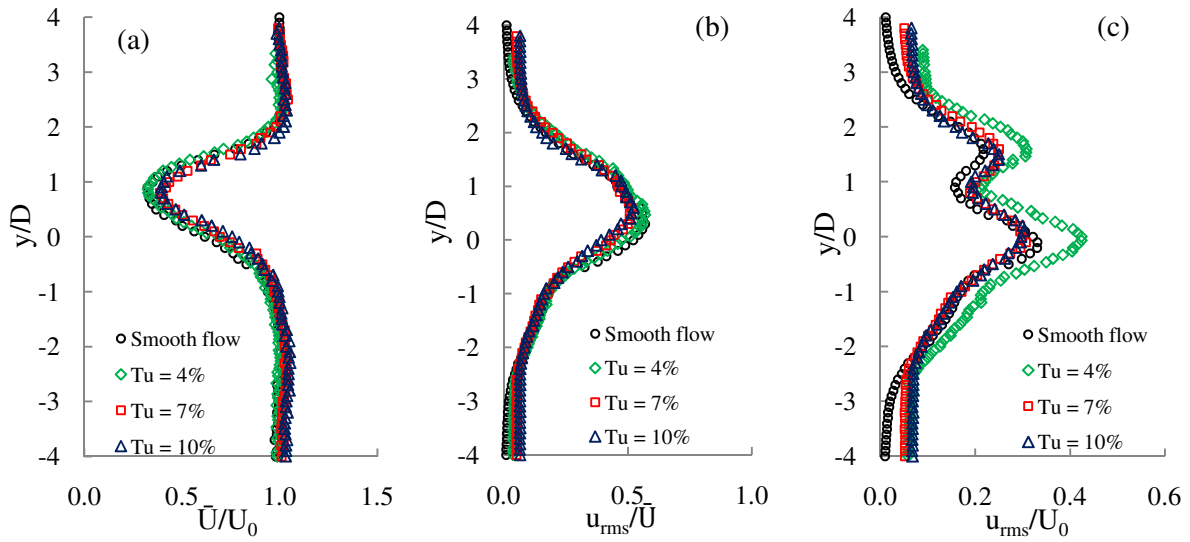 (a)
4
3
2
1
0
-1
-2
-3
-4
y/D
Smooth flow
Tu = 4%
Tu = 7%
Tu = 10%
0.0 0.5 1.0 1.5
Ū/U₀
(b)
4
3
2
1
0
-1
-2
-3
-4
y/D
Smooth flow
Tu = 4%
Tu = 7%
Tu = 10%
0.0 0.5 1.0
uᵣₘₛ/Ū
(c)
4
3
2
1
0
-1
-2
-3
-4
y/D
Smooth flow
Tu = 4%
Tu = 7%
Tu = 10%
0.0 0.2 0.4 0.6
uᵣₘₛ/U₀